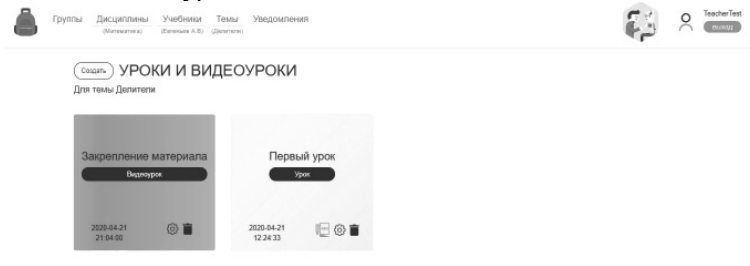 Группы Дисциплины Учебники Темы Уведомления TeacherTest
(Математика) (Евгеньев А.В) (Делители) выход
Создать УРОКИ И ВИДЕОУРОКИ
Для темы Делители
Закрепление материала
Видеоурок
2020-04-21
21:04:00
Первый урок
Урок
2020-04-21
12:24:33